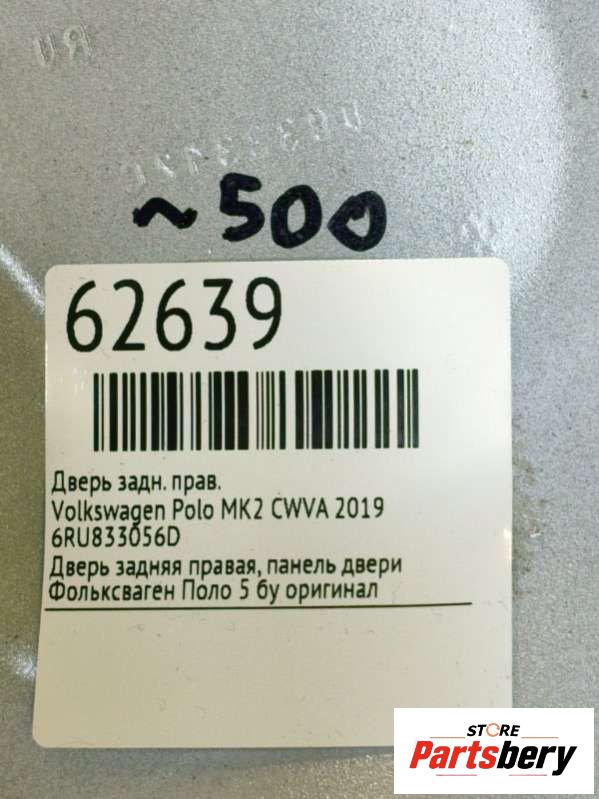 RU
~500
62639
Дверь задн. прав.
Volkswagen Polo MK2 CWVA 2019
6RU833056D
Дверь задняя правая, панель двери
Фольксваген Поло 5 бу оригинал
STORE
Partsbery